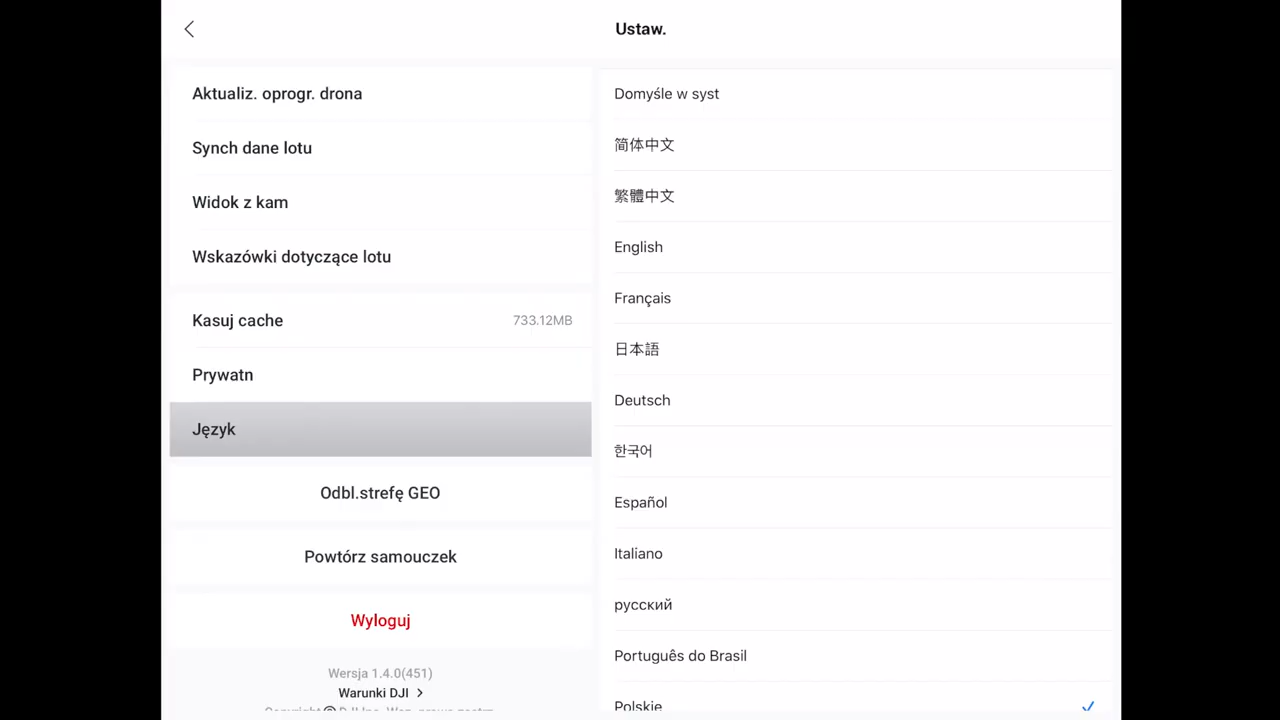 Ustaw.
Aktualiz. oprogr. drona
Synch dane lotu
Widok z kam
Wskazówki dotyczące lotu
Kasuj cache 733.12MB
Prywatn
Język
Odbl.strefę GEO
Powtórz samouczek
Wyloguj
Wersja 1.4.0(451)
Warunki DJI >
Domyśle w syst
简体中文
繁體中文
English
Français
日本語
Deutsch
한국어
Español
Italiano
русский
Português do Brasil
Polskie